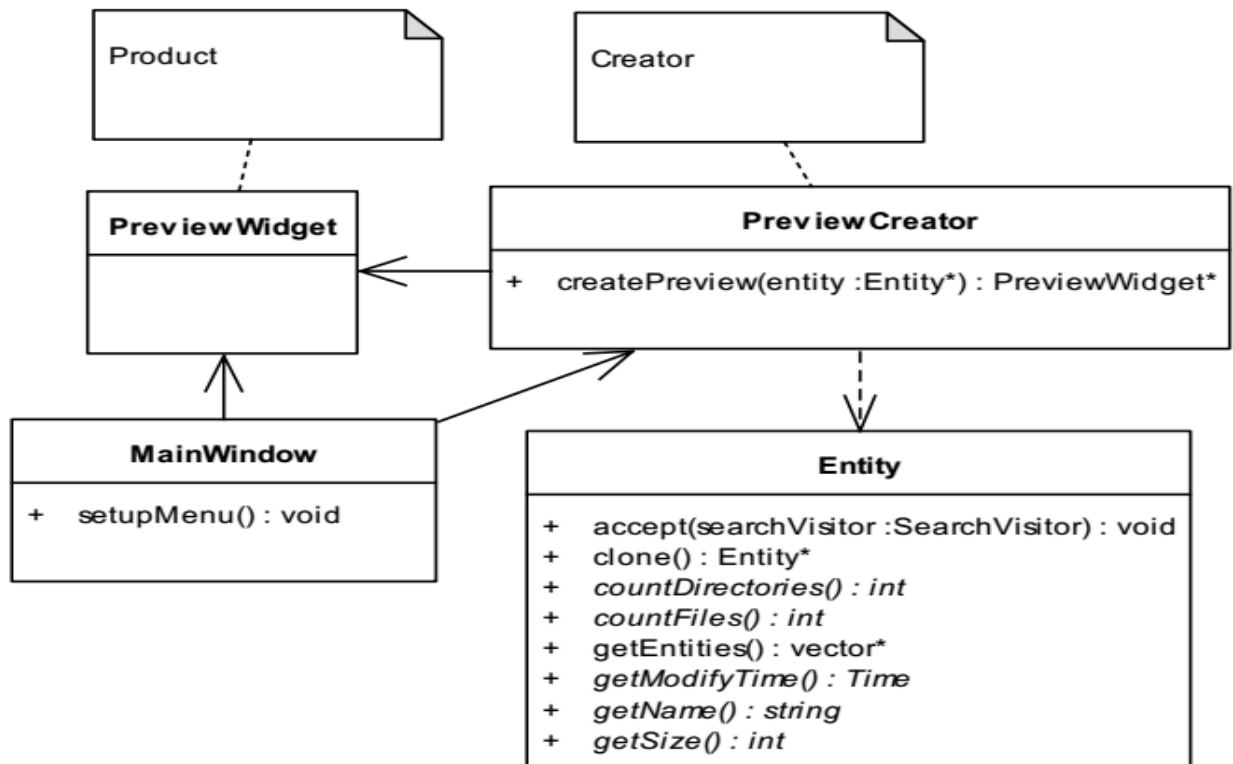 Product
Creator
PreviewWidget
PreviewCreator
+ createPreview(entity :Entity*) : PreviewWidget*
MainWindow
+ setupMenu() : void
Entity
+ accept(searchVisitor :SearchVisitor) : void
+ clone() : Entity*
+ countDirectories() : int
+ countFiles() : int
+ getEntities() : vector*
+ getModifyTime() : Time
+ getName() : string
+ getSize() : int